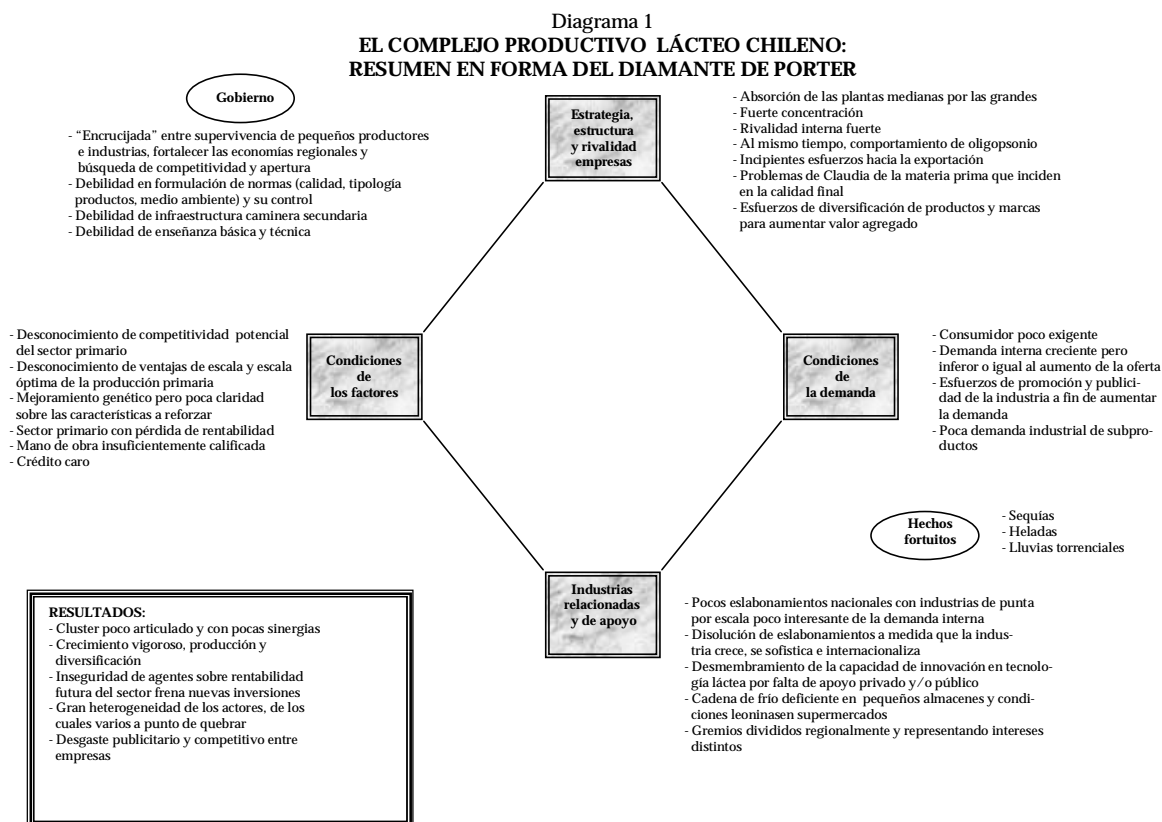 Diagrama 1
EL COMPLEJO PRODUCTIVO LÁCTEO CHILENO:
RESUMEN EN FORMA DEL DIAMANTE DE PORTER
Gobierno
- “Encrucijada” entre supervivencia de pequeños productores
e industrias, fortalecer las economías regionales y
búsqueda de competitividad y apertura
- Debilidad en formulación de normas (calidad, tipología
productos, medio ambiente) y su control
- Debilidad de infraestructura caminera secundaria
- Debilidad de enseñanza básica y técnica
Estrategia,
estructura
y rivalidad
empresas
- Absorción de las plantas medianas por las grandes
- Fuerte concentración
- Rivalidad interna fuerte
- Al mismo tiempo, comportamiento de oligopsonio
- Incipientes esfuerzos hacia la exportación
- Problemas de Claudia de la materia prima que inciden
en la calidad final
- Esfuerzos de diversificación de productos y marcas
para aumentar valor agregado
- Desconocimiento de competitividad potencial
del sector primario
- Desconocimiento de ventajas de escala y escala
óptima de la producción primaria
- Mejoramiento genético pero poca claridad
sobre las características a reforzar
- Sector primario con pérdida de rentabilidad
- Mano de obra insuficientemente calificada
- Crédito caro
Condiciones
de
los factores
Condiciones
de
la demanda
- Consumidor poco exigente
- Demanda interna creciente pero
inferor o igual al aumento de la oferta
- Esfuerzos de promoción y publici-
dad de la industria a fin de aumentar
la demanda
- Poca demanda industrial de subpro-
ductos
Hechos
fortuitos
- Sequías
- Heladas
- Lluvias torrenciales
Industrias
relacionadas
y de apoyo
- Pocos eslabonamientos nacionales con industrias de punta
por escala poco interesante de la demanda interna
- Disolución de eslabonamientos a medida que la indus-
tria crece, se sofistica e internacionaliza
- Desmembramiento de la capacidad de innovación en tecnolo-
gía láctea por falta de apoyo privado y/o público
- Cadena de frío deficiente en pequeños almacenes y condi-
ciones leoninasen supermercados
- Gremios divididos regionalmente y representando intereses
distintos
RESULTADOS:
- Cluster poco articulado y con pocas sinergias
- Crecimiento vigoroso, producción y
diversificación
- Inseguridad de agentes sobre rentabilidad
futura del sector frena nuevas inversiones
- Gran heterogeneidad de los actores, de los
cuales varios a punto de quebrar
- Desgaste publicitario y competitivo entre
empresas